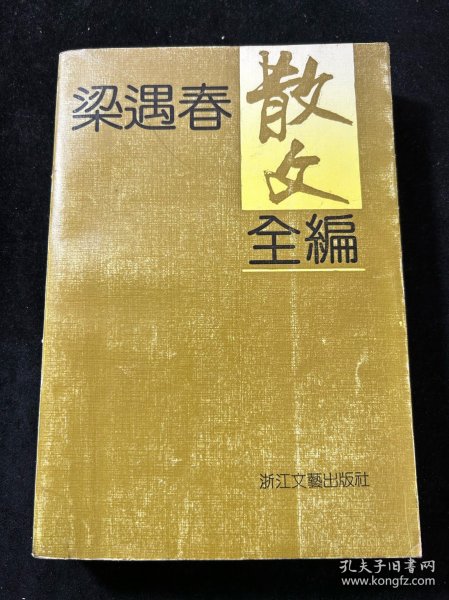 梁遇春
散文
全編
浙江文藝出版社
孔夫子旧书网
www.kongfz.com